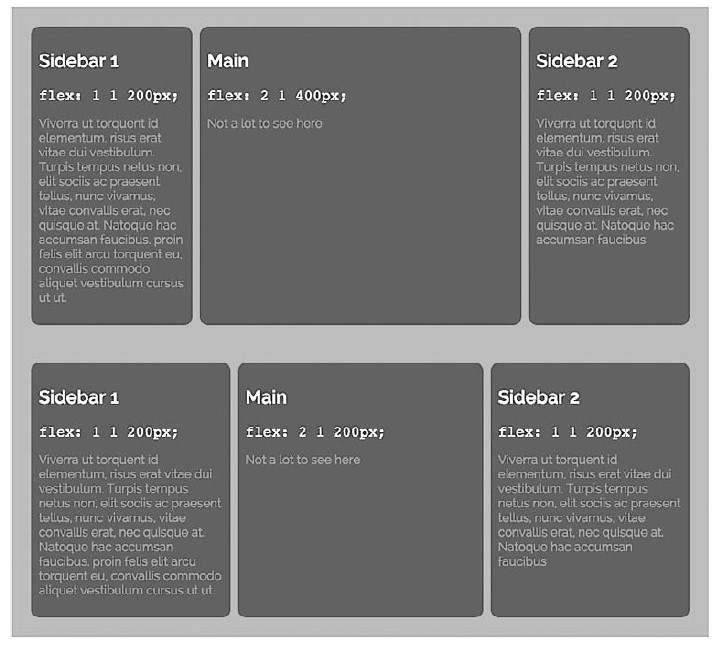 Sidebar 1
flex: 1 1 200px;
Viverra ut torquent id
elementum, risus erat
vitae dui vestibulum.
Turpis tempus netus non,
elit sociis ac praesent
tellus, nunc vivamus,
vitae convallis erat, nec
quisque at. Natoque hac
accumsan faucibus, proin
felis elit arcu torquent eu,
convallis commodo
aliquet vestibulum cursus
ut ut.
Main
flex: 2 1 400px;
Not a lot to see here
Sidebar 2
flex: 1 1 200px;
Viverra ut torquent id
elementum, risus erat
vitae dui vestibulum.
Turpis tempus netus non,
elit sociis ac praesent
tellus, nunc vivamus,
vitae convallis erat, nec
quisque at. Natoque hac
accumsan faucibus
Sidebar 1
flex: 1 1 200px;
Viverra ut torquent id
elementum, risus erat vitae dui
vestibulum. Turpis tempus
netus non, elit sociis ac praesent
tellus, nunc vivamus, vitae
convallis erat, nec quisque at.
Natoque hac accumsan
faucibus, proin felis elit arcu
torquent eu, convallis commodo
aliquet vestibulum cursus ut ut.
Main
flex: 2 1 200px;
Not a lot to see here
Sidebar 2
flex: 1 1 200px;
Viverra ut torquent id
elementum, risus erat vitae dui
vestibulum. Turpis tempus
netus non, elit sociis ac praesent
tellus, nunc vivamus, vitae
convallis erat, nec quisque at.
Natoque hac accumsan
faucibus